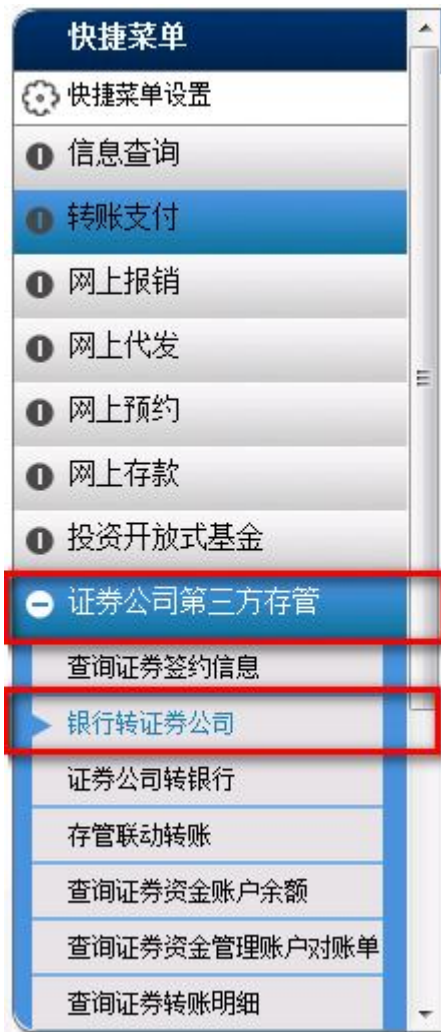 快捷菜单
快捷菜单设置
信息查询
转账支付
网上报销
网上代发
网上预约
网上存款
投资开放式基金
证券公司第三方存管
查询证券签约信息
银行转证券公司
证券公司转银行
存管联动转账
查询证券资金账户余额
查询证券资金管理账户对账单
查询证券转账明细